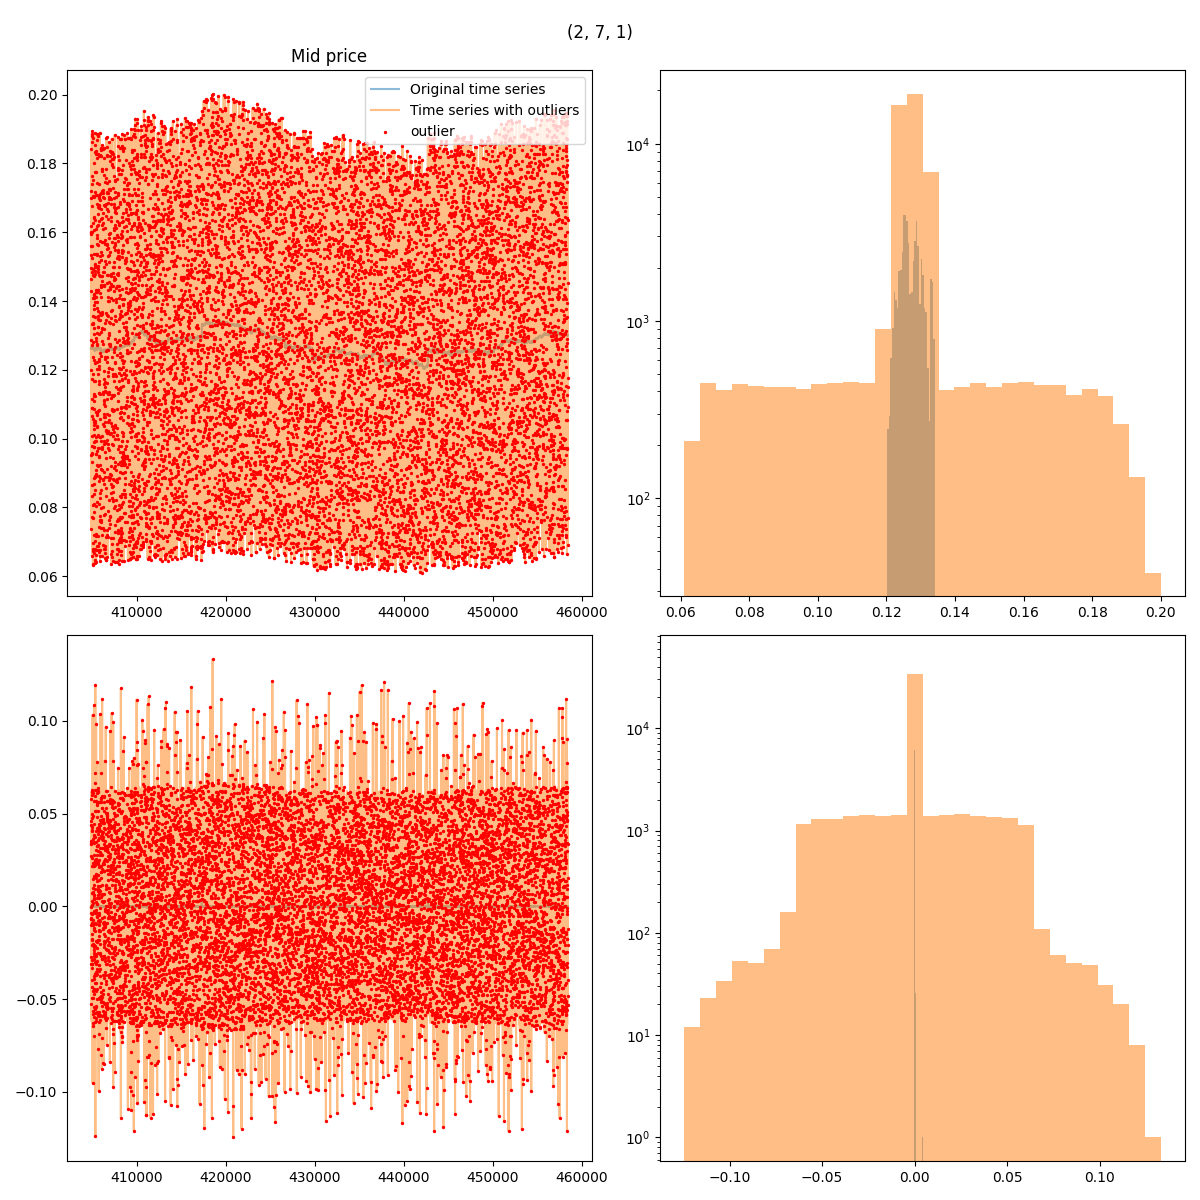 (2, 7, 1)
Mid price
Original time series
Time series with outliers
outlier
0.20
0.18
0.16
0.14
0.12
0.10
0.08
0.06
410000 420000 430000 440000 450000 460000
10⁴
10³
10²
0.06 0.08 0.10 0.12 0.14 0.16 0.18 0.20
0.10
0.05
0.00
−0.05
−0.10
410000 420000 430000 440000 450000 460000
10⁴
10³
10²
10¹
10⁰
−0.10 −0.05 0.00 0.05 0.10